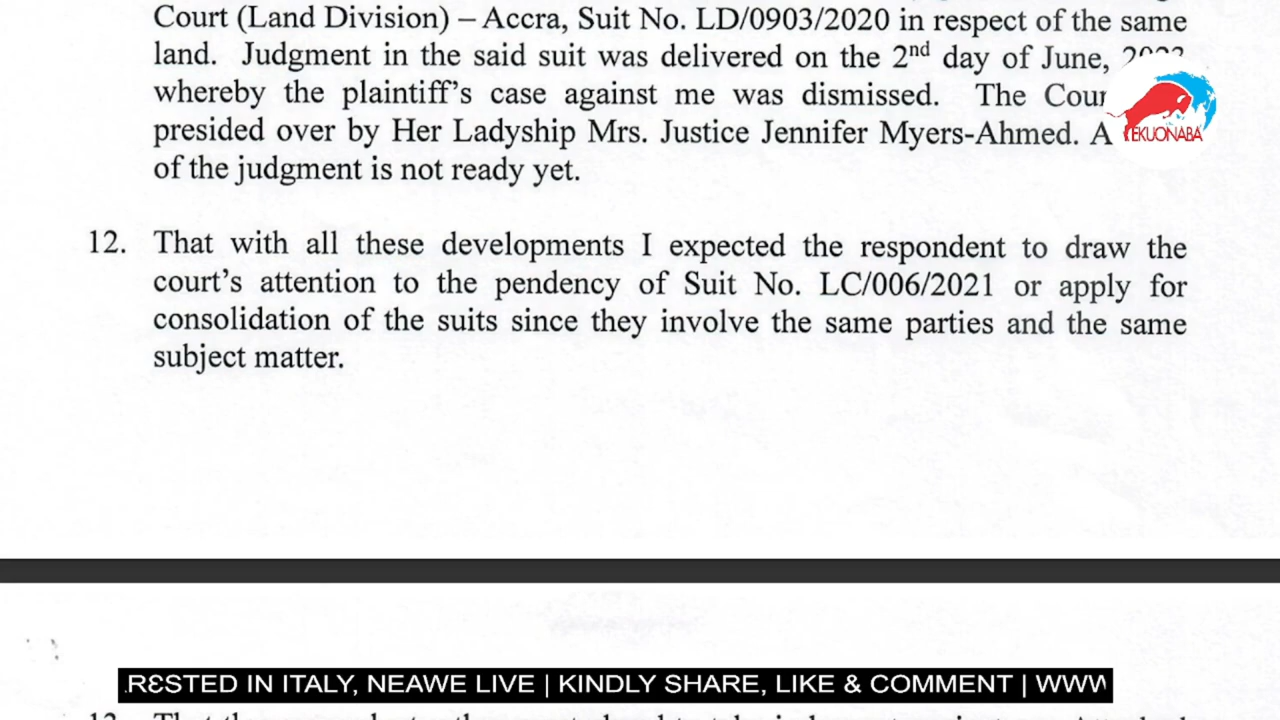 Court (Land Division) – Accra, Suit No. LD/0903/2020 in respect of the same
land. Judgment in the said suit was delivered on the 2nd day of June,
whereby the plaintiff's case against me was dismissed. The Cour
presided over by Her Ladyship Mrs. Justice Jennifer Myers-Ahmed. A
of the judgment is not ready yet.
YEKUONABA
12. That with all these developments I expected the respondent to draw the
court's attention to the pendency of Suit No. LC/006/2021 or apply for
consolidation of the suits since they involve the same parties and the same
subject matter.
.RƐSTED IN ITALY, NEAWE LIVE | KINDLY SHARE, LIKE & COMMENT | WWW